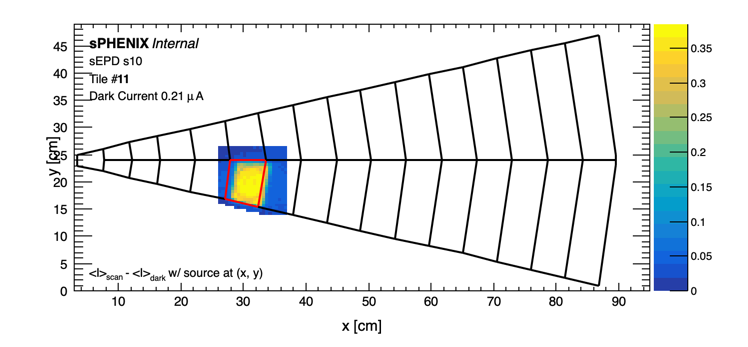 sPHENIX Internal
sEPD s10
Tile #11
Dark Current 0.21 μA
<I>scan - <I>dark w/ source at (x, y)
y [cm]
45
40
35
30
25
20
15
10
5
0
10 20 30 40 50 60 70 80 90
x [cm]
0.35
0.3
0.25
0.2
0.15
0.1
0.05
0